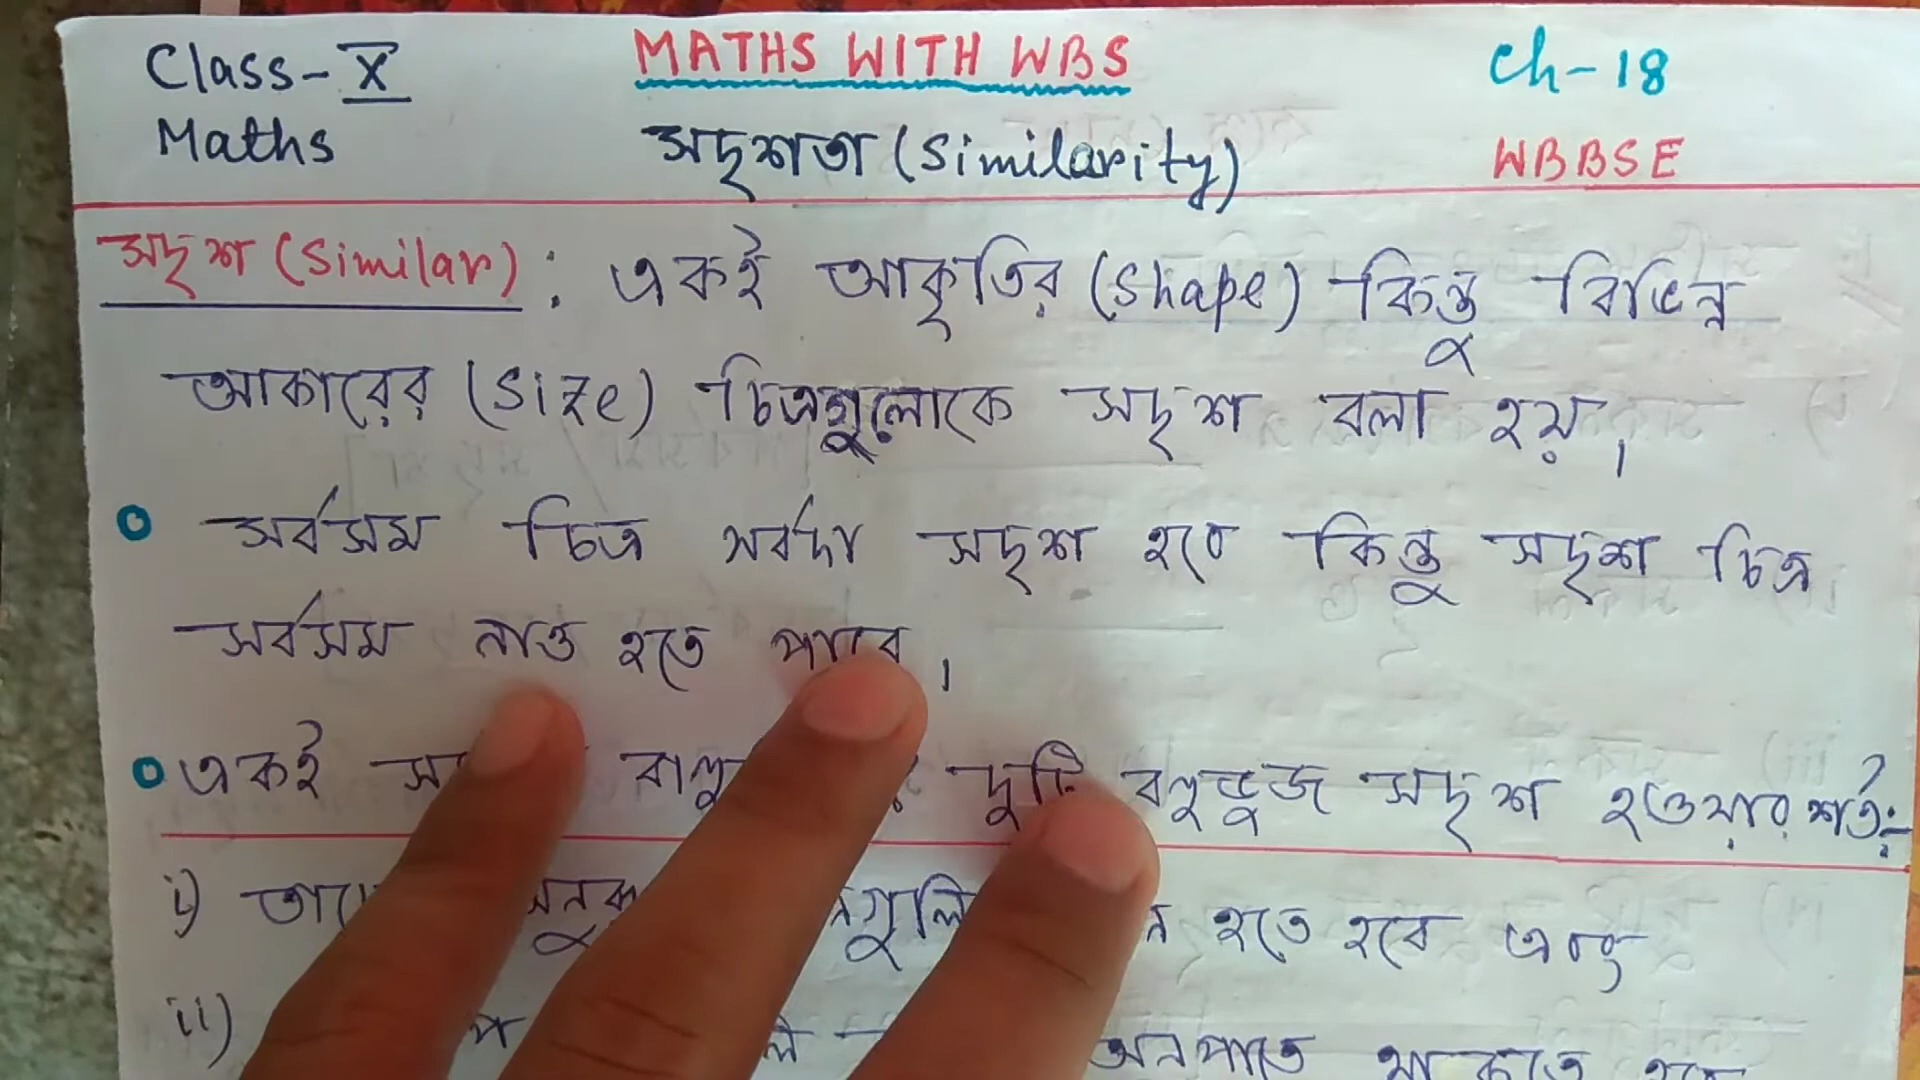 Class-X
MATHS WITH WBS
Ch-18
Maths
সদৃশতা (Similarity)
WBBSE
সদৃশ (Similar) : একই আকৃতির (Shape) কিন্তু বিভিন্ন
আকারের (Size) চিত্রগুলোকে সদৃশ বলা হয়।
সর্বসম চিত্র সর্বদা সদৃশ হবে কিন্তু সদৃশ চিত্র
সর্বসম নাও হতে পারে।
একই দুটি বহুভুজ সদৃশ হওয়ার শর্ত:-
i) হতে হবে এবং
ii) অনুপাতে থাকতে হবে